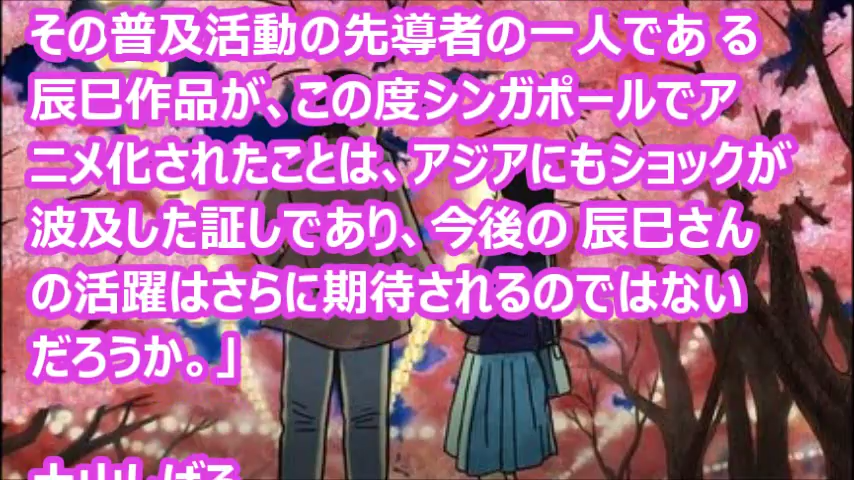 その普及活動の先導者の一人であ る
辰巳作品が、この度シンガポールでア
ニメ化されたことは、アジアにもショックが
波及した証しであり、今後の 辰巳さん
の活躍はさらに期待されるのではない
だろうか。」